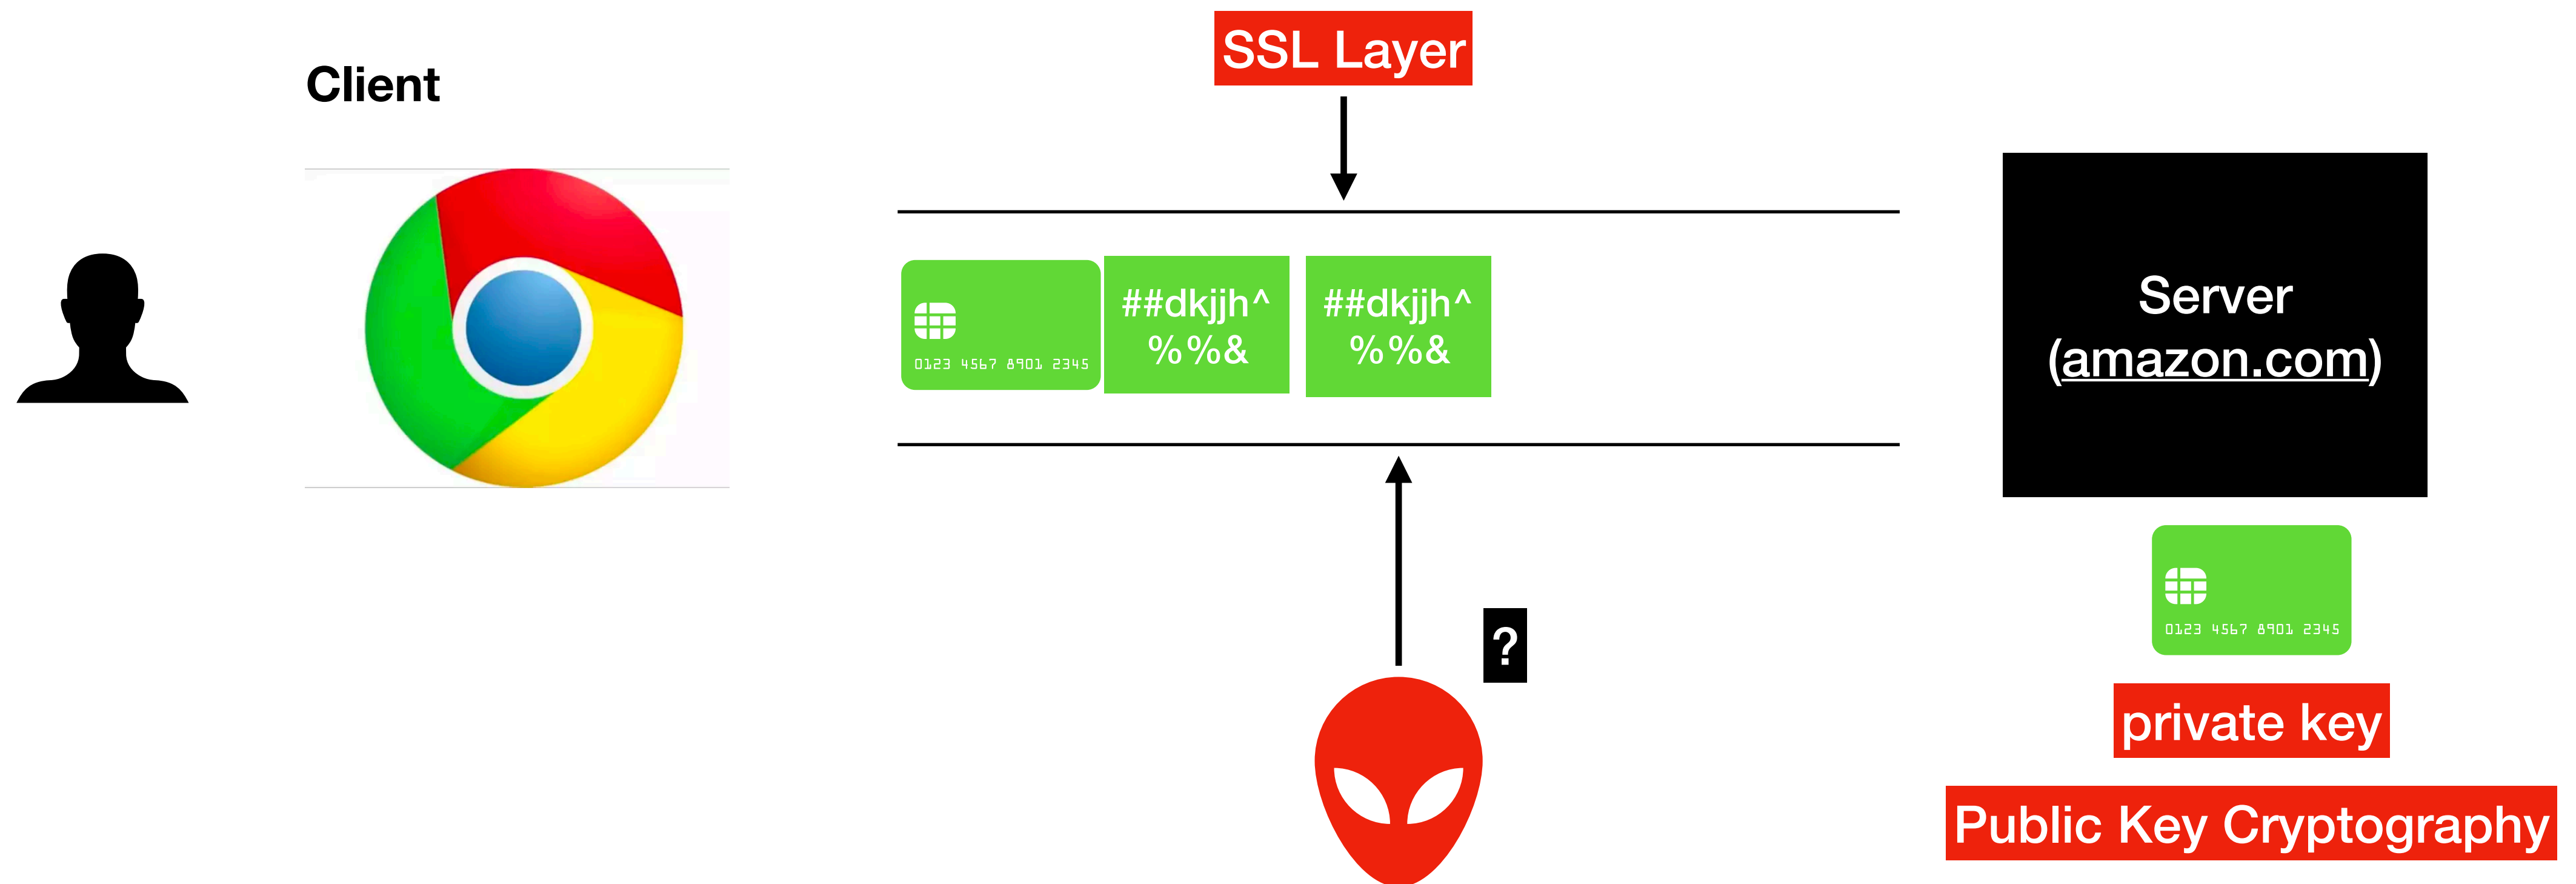 SSL Layer
Client
0123 4567 8901 2345
##dkjjh^
%%&
##dkjjh^
%%&
Server
(amazon.com)
?
0123 4567 8901 2345
private key
Public Key Cryptography